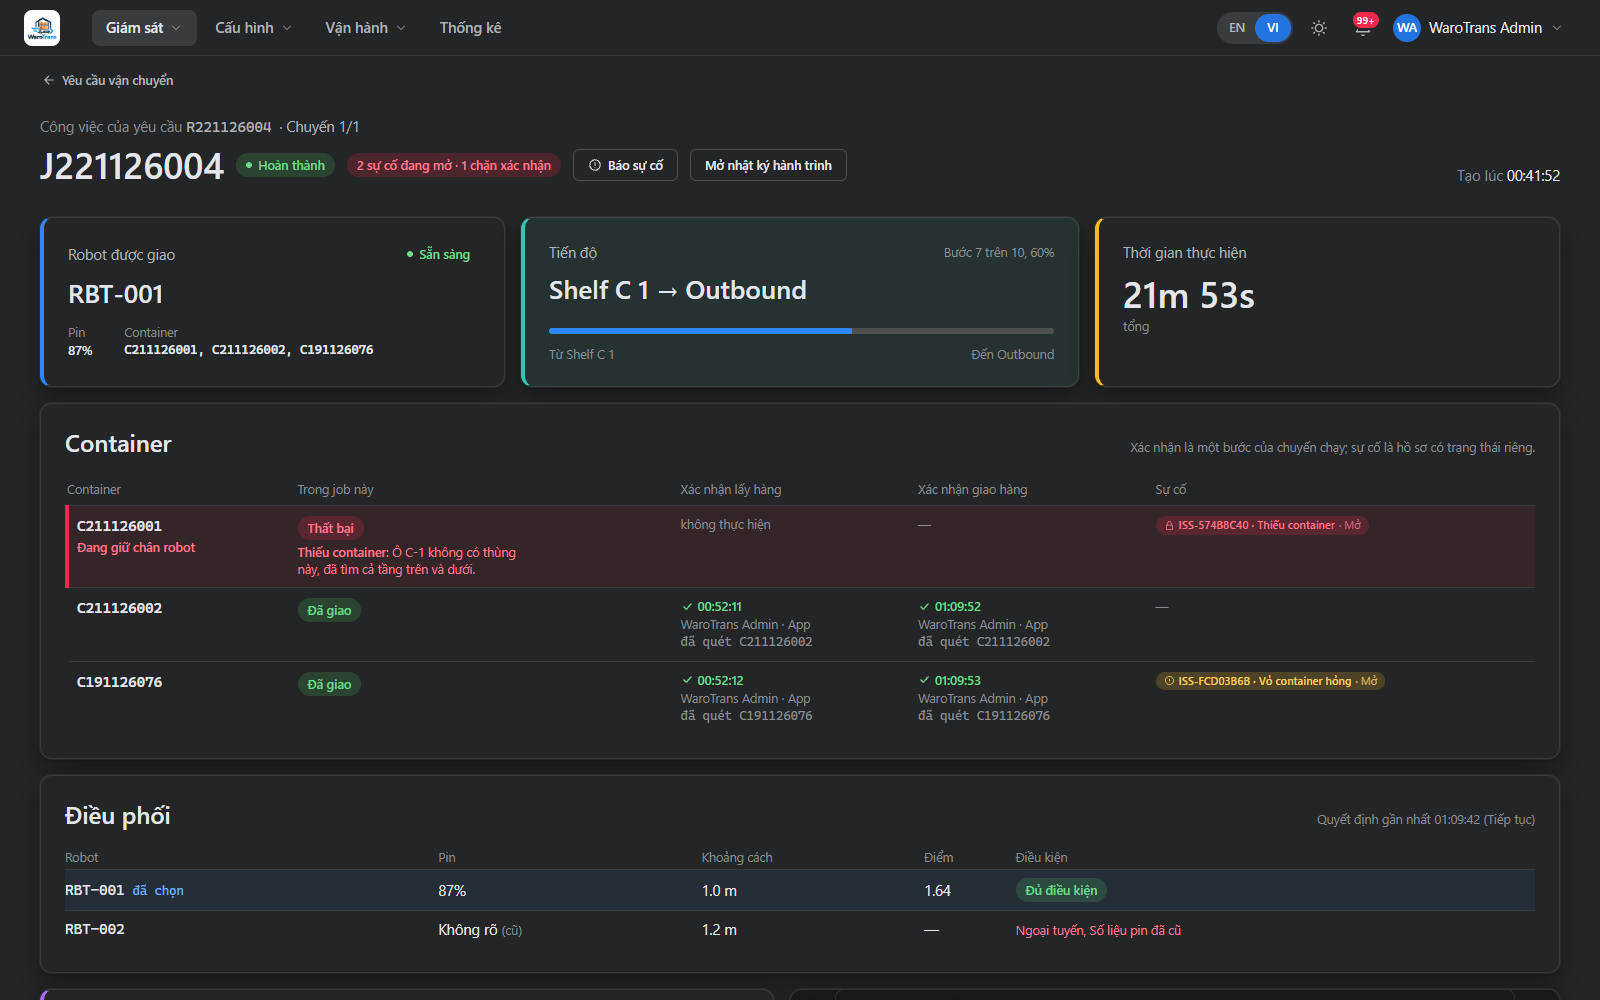 WaroTrans
Giám sát
Cấu hình
Vận hành
Thống kê
EN
VI
99+
WA
WaroTrans Admin
← Yêu cầu vận chuyển
Công việc của yêu cầu R221126004 · Chuyến 1/1
J221126004
Hoàn thành
2 sự cố đang mở · 1 chặn xác nhận
Báo sự cố
Mở nhật ký hành trình
Tạo lúc 00:41:52
Robot được giao
Sẵn sàng
RBT-001
Pin
Container
87%
C211126001, C211126002, C191126076
Tiến độ
Bước 7 trên 10, 60%
Shelf C 1 → Outbound
Từ Shelf C 1
Đến Outbound
Thời gian thực hiện
21m 53s
tổng
Container
Xác nhận là một bước của chuyến chạy; sự cố là hồ sơ có trạng thái riêng.
Container
Trong job này
Xác nhận lấy hàng
Xác nhận giao hàng
Sự cố
C211126001
Đang giữ chân robot
Thất bại
Thiếu container: Ô C-1 không có thùng
này, đã tìm cả tầng trên và dưới.
không thực hiện
—
ISS-574B8C40 · Thiếu container · Mở
C211126002
Đã giao
✓ 00:52:11
WaroTrans Admin · App
đã quét C211126002
✓ 01:09:52
WaroTrans Admin · App
đã quét C211126002
—
C191126076
Đã giao
✓ 00:52:12
WaroTrans Admin · App
đã quét C191126076
✓ 01:09:53
WaroTrans Admin · App
đã quét C191126076
ISS-FCD03B6B · Vỏ container hỏng · Mở
Điều phối
Quyết định gần nhất 01:09:42 (Tiếp tục)
Robot
Pin
Khoảng cách
Điểm
Điều kiện
RBT-001 đã chọn
87%
1.0 m
1.64
Đủ điều kiện
RBT-002
Không rõ (cũ)
1.2 m
—
Ngoại tuyến, Số liệu pin đã cũ